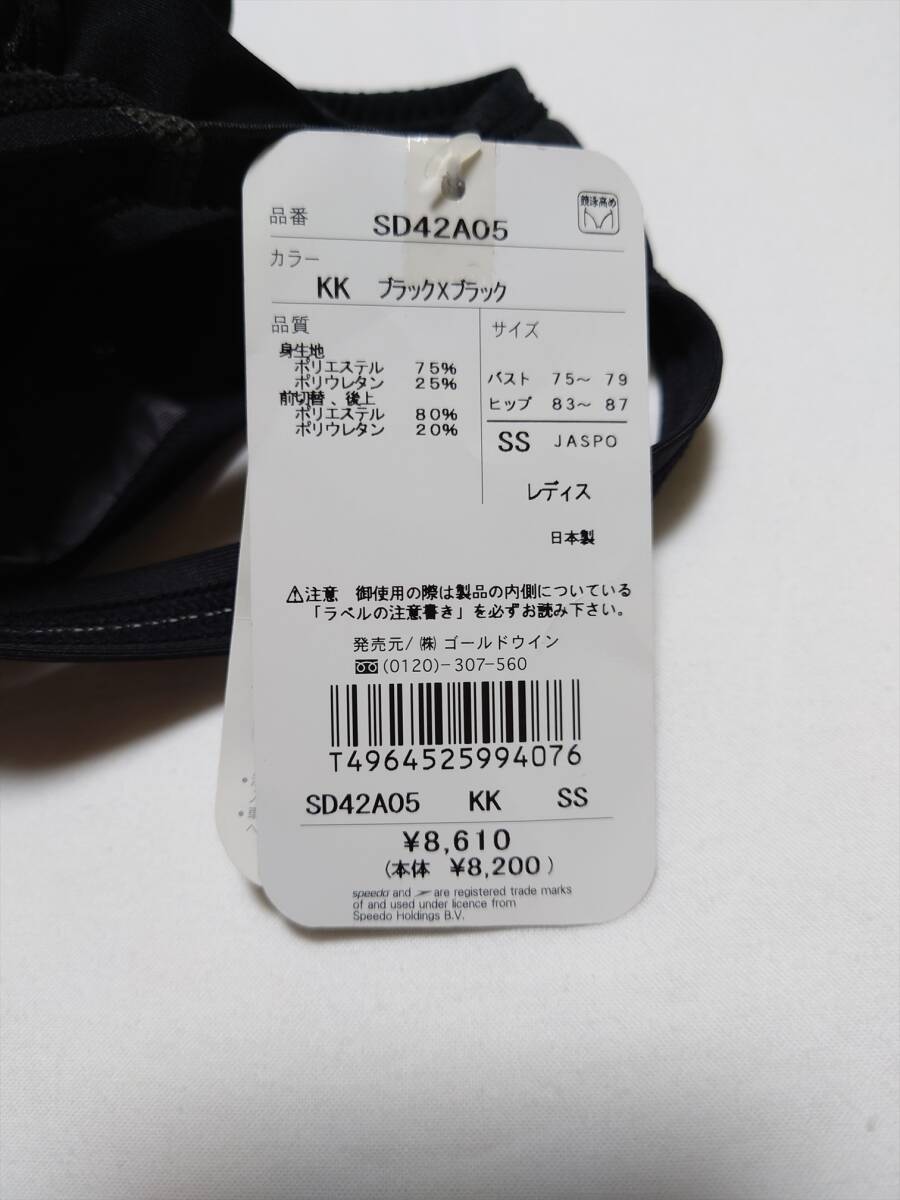 品番 SD42A05
カラー
KK ブラックXブラック
品質
身生地
ポリエステル 75%
ポリウレタン 25%
前切替、後上
ポリエステル 80%
ポリウレタン 20%
サイズ
バスト 75～ 79
ヒップ 83～ 87
SS JASPO
レディス
日本製
⚠注意 御使用の際は製品の内側についている
「ラベルの注意書き」を必ずお読み下さい。
発売元/ ㈱ ゴールドウイン
(0120)-307-560
T4964525994076
SD42A05 KK SS
¥8,610
(本体 ¥8,200)
speedo and are registered trade marks
of and used under licence from
Speedo Holdings B.V.